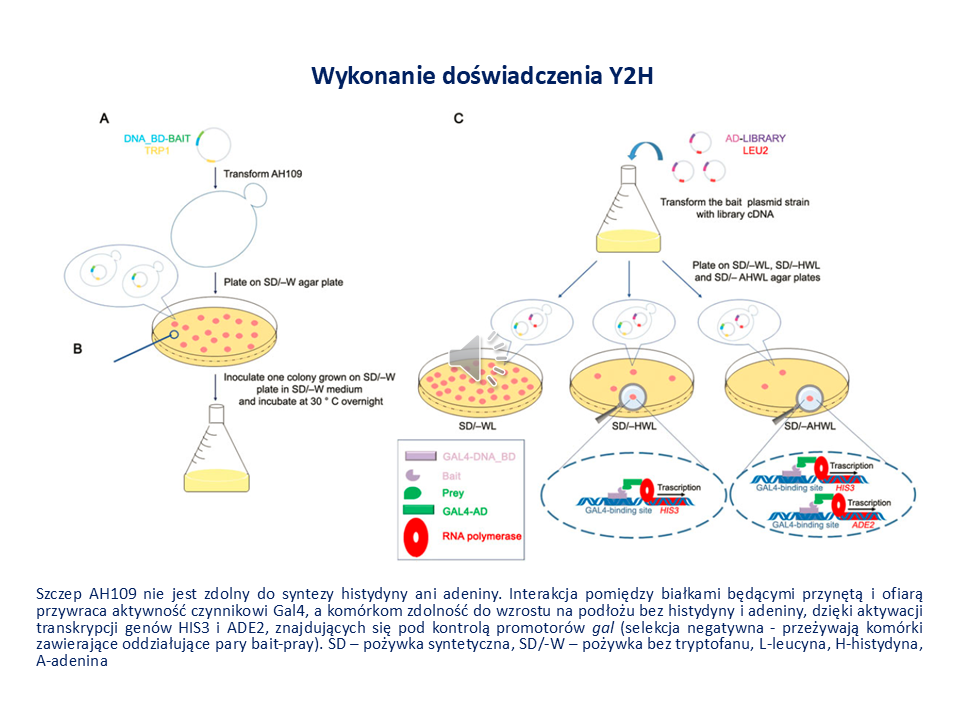 Wykonanie doświadczenia Y2H
A
DNA_BD-BAIT
TRP1
Transform AH109
Plate on SD/–W agar plate
B
Inoculate one colony grown on SD/–W
plate in SD/–W medium
and incubate at 30 ° C overnight
C
AD-LIBRARY
LEU2
Transform the bait plasmid strain
with library cDNA
Plate on SD/–WL, SD/–HWL
and SD/– AHWL agar plates
SD/–WL
SD/–HWL
SD/–AHWL
GAL4-DNA_BD
Bait
Prey
GAL4-AD
RNA polymerase
Trascription
GAL4-binding site
HIS3
Trascription
GAL4-binding site
HIS3
Trascription
GAL4-binding site
ADE2
Szczep AH109 nie jest zdolny do syntezy histydyny ani adeniny. Interakcja pomiędzy białkami będącymi przynętą i ofiarą
przywraca aktywność czynnikowi Gal4, a komórkom zdolność do wzrostu na podłożu bez histydyny i adeniny, dzięki aktywacji
transkrypcji genów HIS3 i ADE2, znajdujących się pod kontrolą promotorów gal (selekcja negatywna - przeżywają komórki
zawierające oddziałujące pary bait-pray). SD – pożywka syntetyczna, SD/-W – pożywka bez tryptofanu, L-leucyna, H-histydyna,
A-adenina